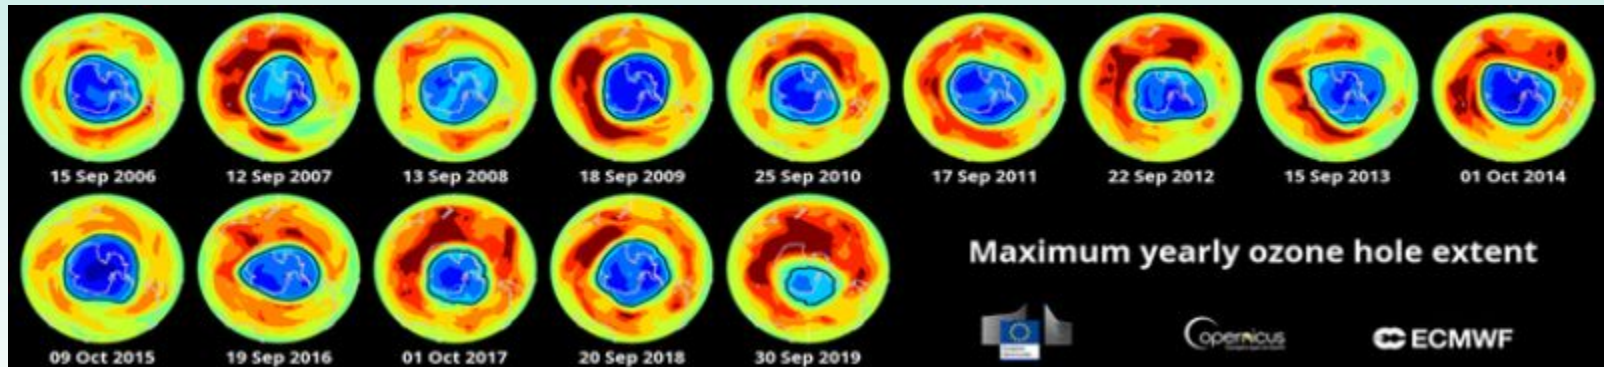 15 Sep 2006
12 Sep 2007
13 Sep 2008
18 Sep 2009
25 Sep 2010
17 Sep 2011
22 Sep 2012
15 Sep 2013
01 Oct 2014
09 Oct 2015
19 Sep 2016
01 Oct 2017
20 Sep 2018
30 Sep 2019
Maximum yearly ozone hole extent
Copernicus
ECMWF